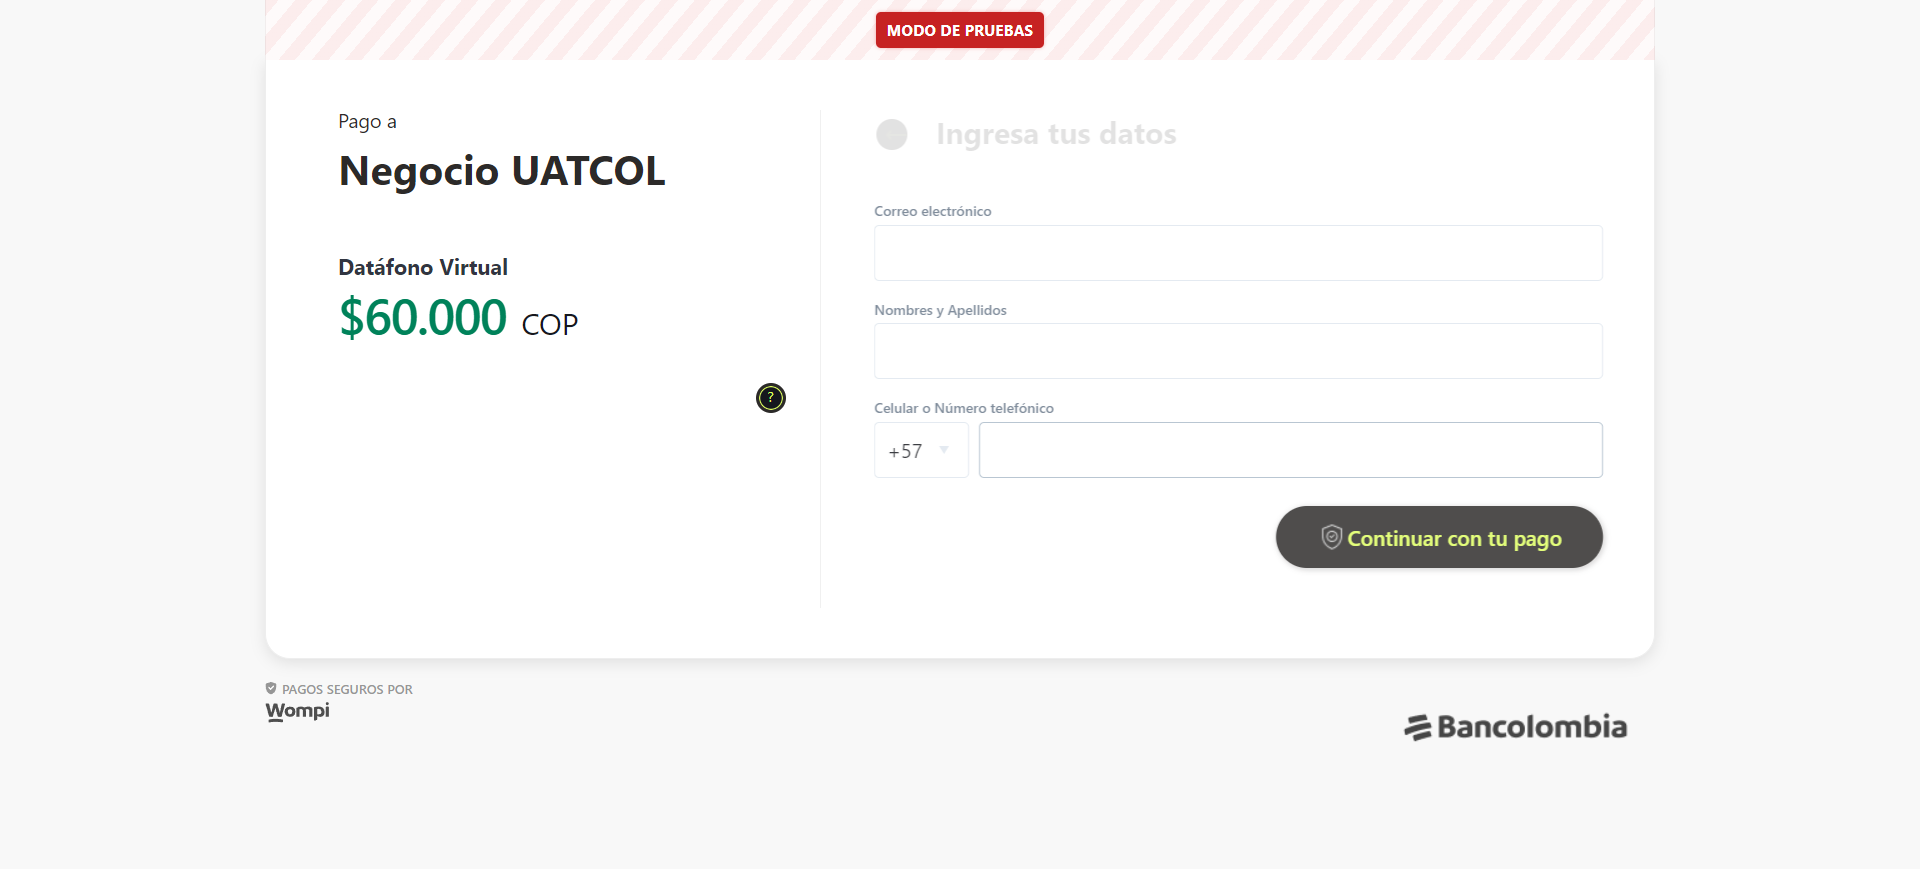 MODO DE PRUEBAS
Pago a
Negocio UATCOL
Datáfono Virtual
$60.000 COP
?
Ingresa tus datos
Correo electrónico
Nombres y Apellidos
Celular o Número telefónico
+57
Continuar con tu pago
PAGOS SEGUROS POR
Wompi
Bancolombia